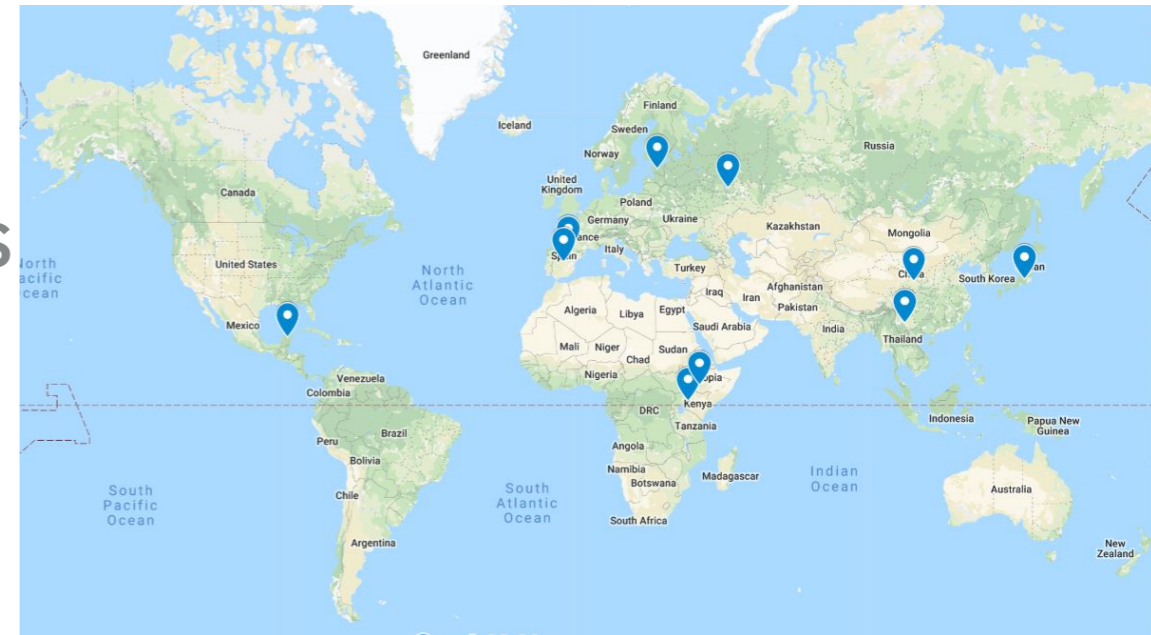 S
Greenland
Iceland
Finland
Sweden
Norway
Russia
United
Kingdom
Canada
Poland
Germany
Ukraine
Kazakhstan
Mongolia
Italy
United States
North
Atlantic
Ocean
Turkey
South Korea
Afghanistan
Iraq
Iran
Pakistan
Algeria
Libya
Egypt
Saudi Arabia
India
Mexico
Thailand
Mali
Niger
Chad
Sudan
Nigeria
Venezuela
Colombia
Kenya
DRC
Tanzania
Indonesia
Papua New
Guinea
Brazil
Peru
Angola
Bolivia
Namibia
Botswana
Madagascar
Indian
Ocean
South
Pacific
Ocean
Chile
South
Atlantic
Ocean
Australia
South Africa
Argentina
New
Zealand